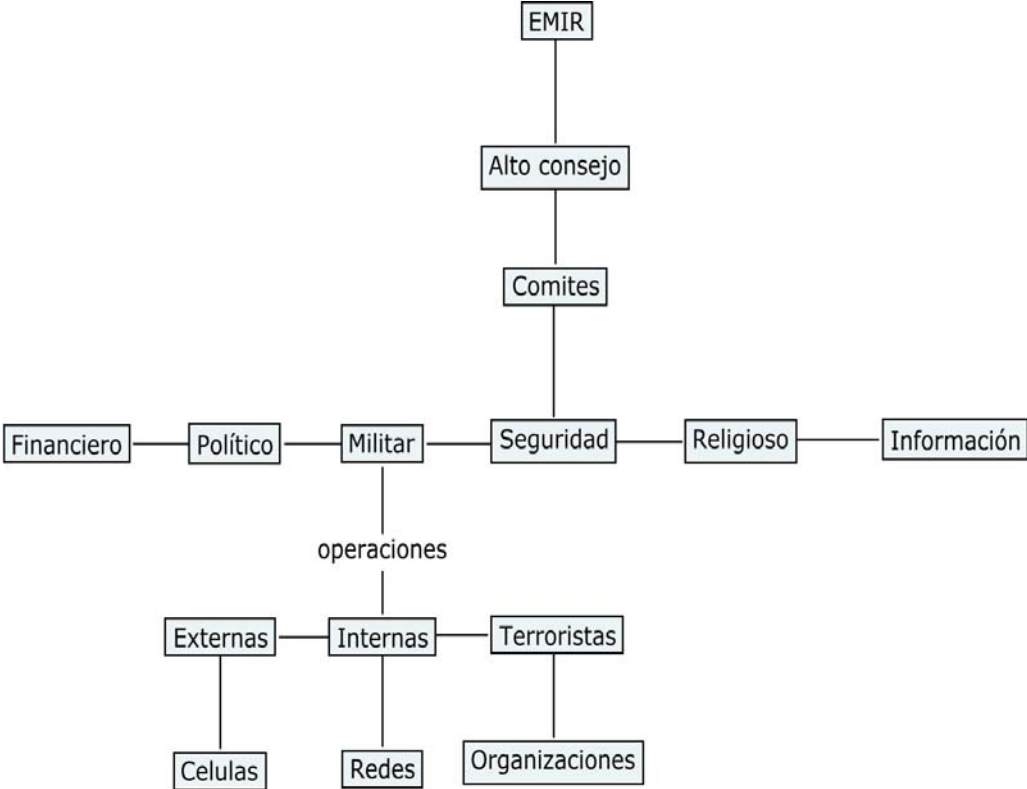 EMIR
Alto consejo
Comites
Financiero
Político
Militar
Seguridad
Religioso
Información
operaciones
Externas
Internas
Terroristas
Celulas
Redes
Organizaciones